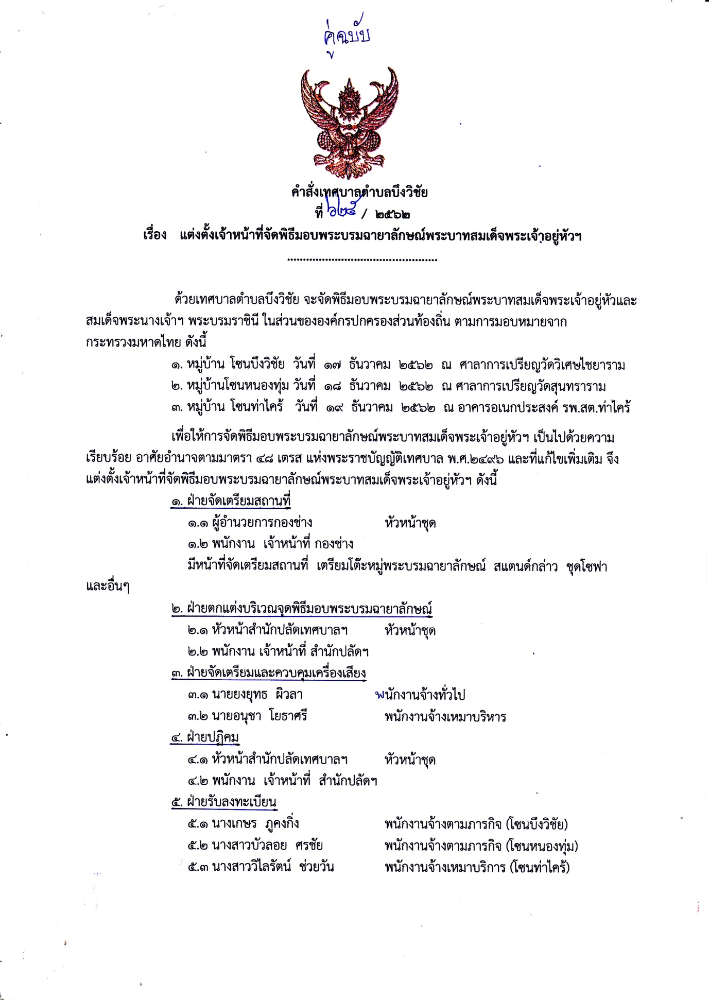 คู่ฉบับ
คำสั่งเทศบาลตำบลบึงวิชัย
ที่ ๖๒๕ / ๒๕๖๒
เรื่อง แต่งตั้งเจ้าหน้าที่จัดพิธีมอบพระบรมฉายาลักษณ์พระบาทสมเด็จพระเจ้าอยู่หัวฯ
................................................
ด้วยเทศบาลตำบลบึงวิชัย จะจัดพิธีมอบพระบรมฉายาลักษณ์พระบาทสมเด็จพระเจ้าอยู่หัวและ
สมเด็จพระนางเจ้าฯ พระบรมราชินี ในส่วนขององค์กรปกครองส่วนท้องถิ่น ตามการมอบหมายจาก
กระทรวงมหาดไทย ดังนี้
๑. หมู่บ้าน โซนบึงวิชัย วันที่ ๑๗ ธันวาคม ๒๕๖๒ ณ ศาลาการเปรียญวัดวิเศษไชยาราม
๒. หมู่บ้านโซนหนองทุ่ม วันที่ ๑๘ ธันวาคม ๒๕๖๒ ณ ศาลาการเปรียญวัดสุนทราราม
๓. หมู่บ้าน โซนท่าไคร้ วันที่ ๑๙ ธันวาคม ๒๕๖๒ ณ อาคารอเนกประสงค์ รพ.สต.ท่าไคร้
เพื่อให้การจัดพิธีมอบพระบรมฉายาลักษณ์พระบาทสมเด็จพระเจ้าอยู่หัวฯ เป็นไปด้วยความ
เรียบร้อย อาศัยอำนาจตามมาตรา ๔๘ เตรส แห่งพระราชบัญญัติเทศบาล พ.ศ.๒๔๙๖ และที่แก้ไขเพิ่มเติม จึง
แต่งตั้งเจ้าหน้าที่จัดพิธีมอบพระบรมฉายาลักษณ์พระบาทสมเด็จพระเจ้าอยู่หัวฯ ดังนี้
๑. ฝ่ายจัดเตรียมสถานที่
๑.๑ ผู้อำนวยการกองช่าง หัวหน้าชุด
๑.๒ พนักงาน เจ้าหน้าที่ กองช่าง
มีหน้าที่จัดเตรียมสถานที่ เตรียมโต๊ะหมู่พระบรมฉายาลักษณ์ สแตนด์กล่าว ชุดโซฟา
และอื่นๆ
๒. ฝ่ายตกแต่งบริเวณจุดพิธีมอบพระบรมฉายาลักษณ์
๒.๑ หัวหน้าสำนักปลัดเทศบาลฯ หัวหน้าชุด
๒.๒ พนักงาน เจ้าหน้าที่ สำนักปลัดฯ
๓. ฝ่ายจัดเตรียมและควบคุมเครื่องเสียง
๓.๑ นายยงยุทธ ผิวลา พนักงานจ้างทั่วไป
๓.๒ นายอนุชา โยธาศรี พนักงานจ้างเหมาบริหาร
๔. ฝ่ายปฏิคม
๔.๑ หัวหน้าสำนักปลัดเทศบาลฯ หัวหน้าชุด
๔.๒ พนักงาน เจ้าหน้าที่ สำนักปลัดฯ
๕. ฝ่ายรับลงทะเบียน
๕.๑ นางเกษร ภูคงกิ่ง พนักงานจ้างตามภารกิจ (โซนบึงวิชัย)
๕.๒ นางสาวบัวลอย ศรชัย พนักงานจ้างตามภารกิจ (โซนหนองทุ่ม)
๕.๓ นางสาววิไลรัตน์ ช่วยวัน พนักงานจ้างเหมาบริการ (โซนท่าไคร้)